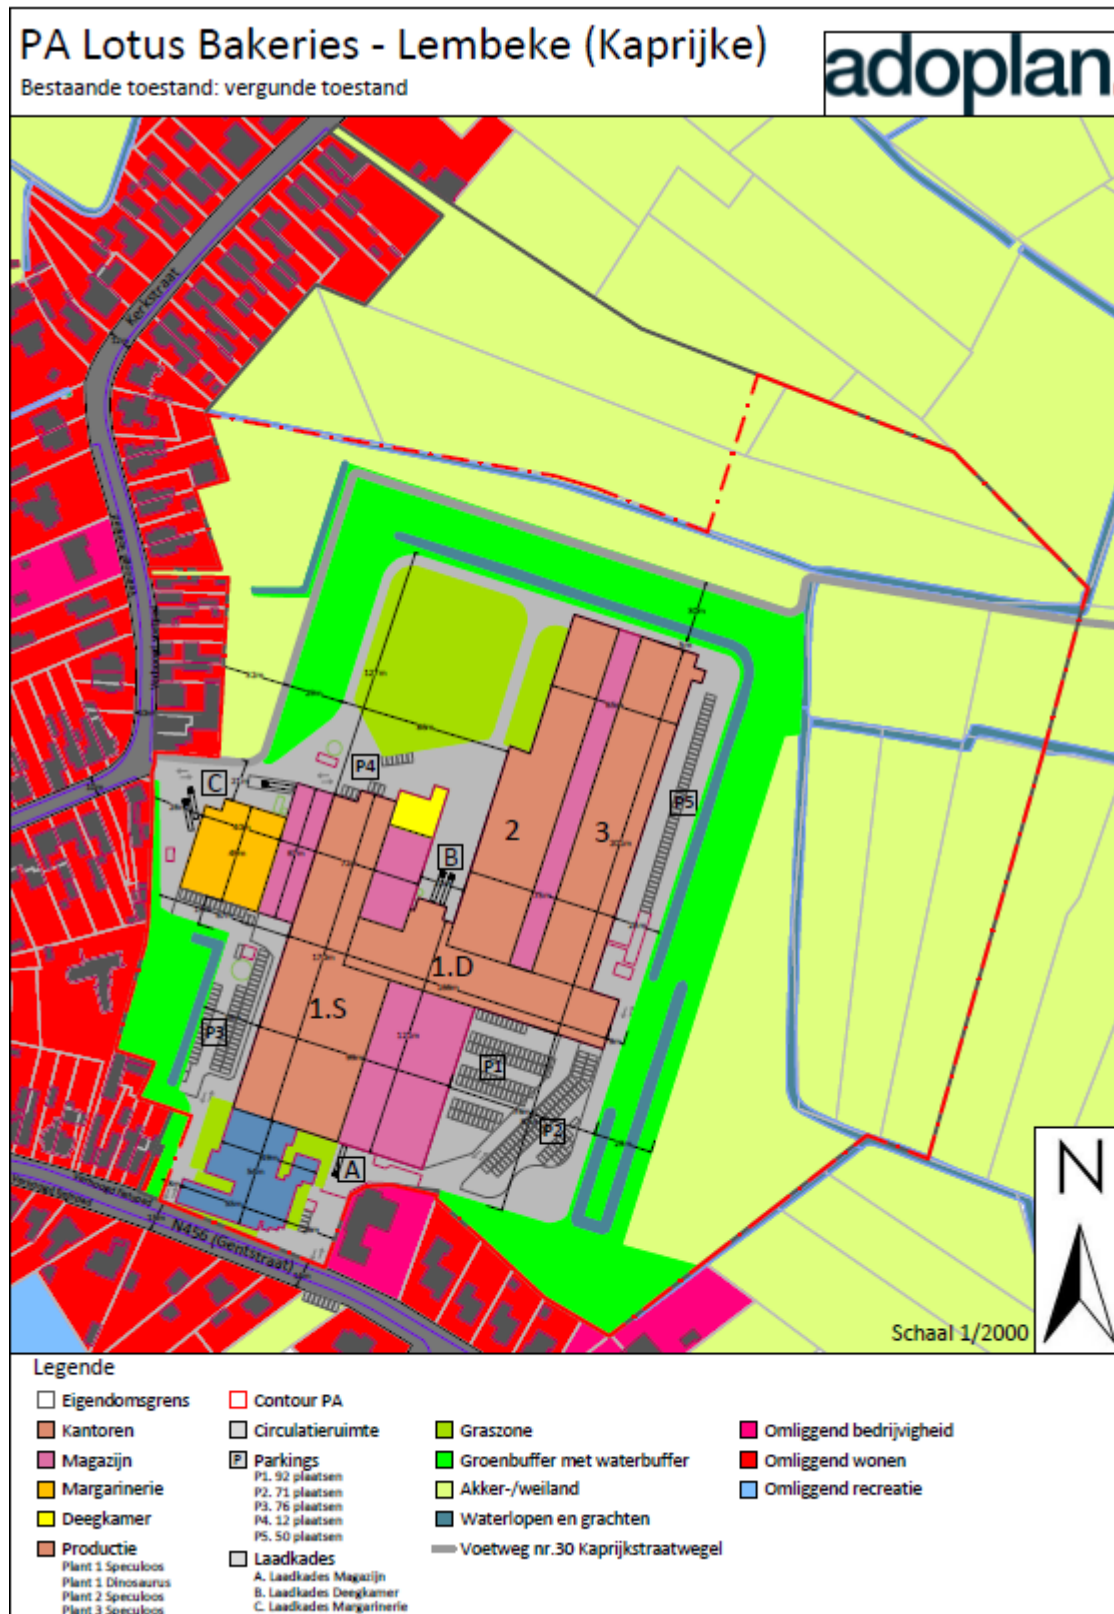 PA Lotus Bakeries - Lembeke (Kaprijke)
Bestaande toestand: vergunde toestand
adoplan.
Kerkstraat
C
P4
B
2
3
P5
1.D
1.S
P3
P1
P2
A
N456 (Gentstraat)
N
Schaal 1/2000
Legende
Eigendomsgrens
Kantoren
Magazijn
Margarinerie
Deegkamer
Productie
Plant 1 Speculoos
Plant 1 Dinosaurus
Plant 2 Speculoos
Plant 3 Speculoos
Contour PA
Circulatieruimte
P Parkings
P1. 92 plaatsen
P2. 71 plaatsen
P3. 76 plaatsen
P4. 12 plaatsen
P5. 50 plaatsen
Laadkades
A. Laadkades Magazijn
B. Laadkades Deegkamer
C. Laadkades Margarinerie
Graszone
Groenbuffer met waterbuffer
Akker-/weiland
Waterlopen en grachten
Voetweg nr.30 Kaprijkstraatwegel
Omliggend bedrijvigheid
Omliggend wonen
Omliggend recreatie